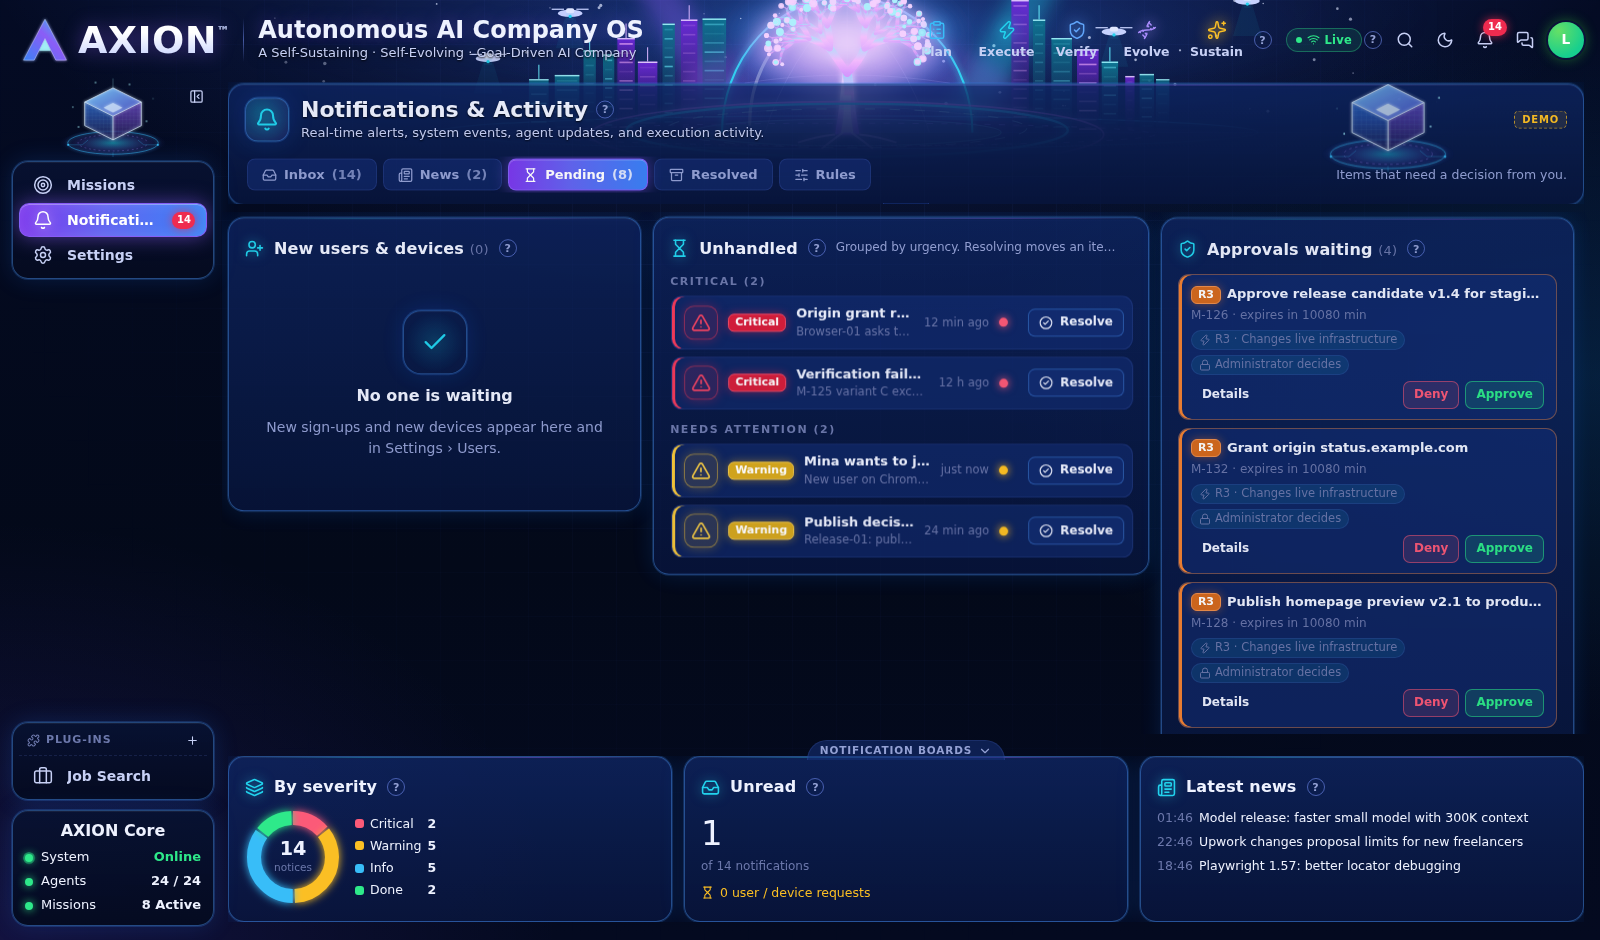 AXION™
Autonomous AI Company OS
A Self-Sustaining · Self-Evolving · Goal-Driven AI Company
Plan
Execute
Verify
Evolve
Sustain
?
Live
?
14
L
Notifications & Activity ?
Real-time alerts, system events, agent updates, and execution activity.
DEMO
Inbox (14)
News (2)
Pending (8)
Resolved
Rules
Items that need a decision from you.
Missions
Notificati... 14
Settings
PLUG-INS +
Job Search
AXION Core
System Online
Agents 24 / 24
Missions 8 Active
New users & devices (0) ?
No one is waiting
New sign-ups and new devices appear here and
in Settings › Users.
Unhandled ? Grouped by urgency. Resolving moves an ite...
CRITICAL (2)
Critical Origin grant r... 12 min ago Resolve
Browser-01 asks t...
Critical Verification fail... 12 h ago Resolve
M-125 variant C exc...
NEEDS ATTENTION (2)
Warning Mina wants to j... just now Resolve
New user on Chrom...
Warning Publish decis... 24 min ago Resolve
Release-01: publ...
Approvals waiting (4) ?
R3 Approve release candidate v1.4 for stagi...
M-126 · expires in 10080 min
R3 · Changes live infrastructure
Administrator decides
Details Deny Approve
R3 Grant origin status.example.com
M-132 · expires in 10080 min
R3 · Changes live infrastructure
Administrator decides
Details Deny Approve
R3 Publish homepage preview v2.1 to produ...
M-128 · expires in 10080 min
R3 · Changes live infrastructure
Administrator decides
Details Deny Approve
NOTIFICATION BOARDS
By severity ?
14
notices
Critical 2
Warning 5
Info 5
Done 2
Unread ?
1
of 14 notifications
0 user / device requests
Latest news ?
01:46 Model release: faster small model with 300K context
22:46 Upwork changes proposal limits for new freelancers
18:46 Playwright 1.57: better locator debugging